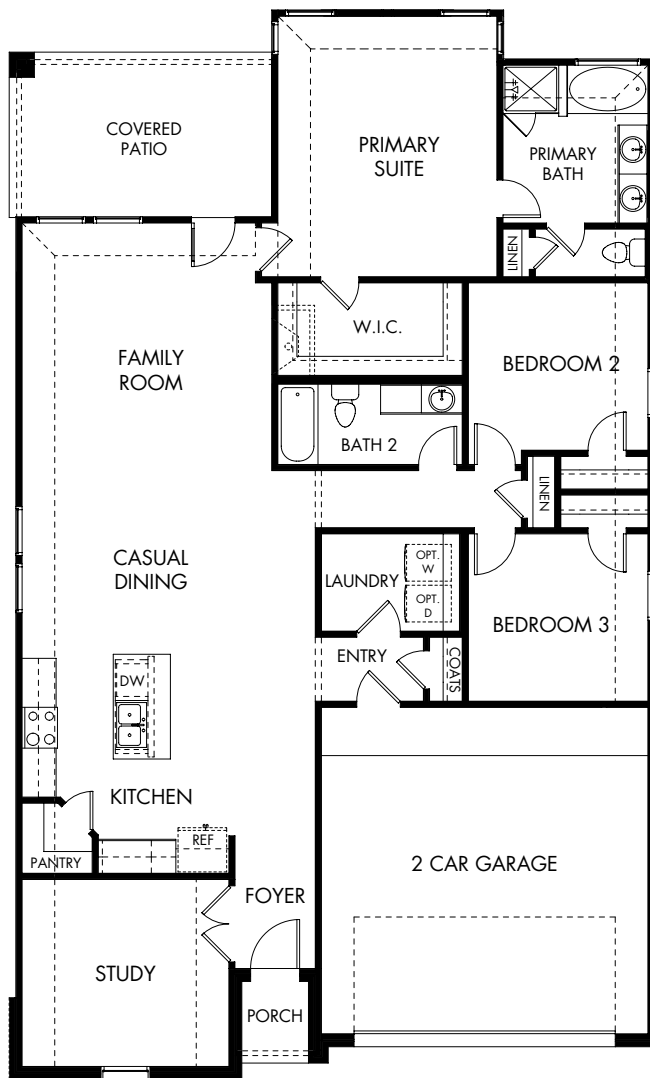 COVERED
PATIO
PRIMARY
SUITE
PRIMARY
BATH
LINEN
W.I.C.
FAMILY
ROOM
BEDROOM 2
BATH 2
LINEN
CASUAL
DINING
LAUNDRY
OPT.
W
OPT.
D
BEDROOM 3
ENTRY
COATS
DW
KITCHEN
REF
PANTRY
2 CAR GARAGE
FOYER
STUDY
PORCH